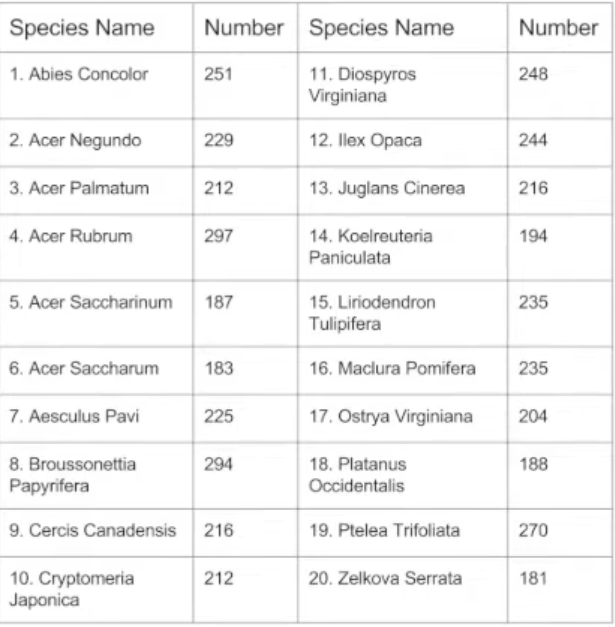 Species Name Number Species Name Number
1. Abies Concolor 251 11. Diospyros 248
Virginiana
2. Acer Negundo 229 12. Ilex Opaca 244
3. Acer Palmatum 212 13. Juglans Cinerea 216
4. Acer Rubrum 297 14. Koelreuteria 194
Paniculata
5. Acer Saccharinum 187 15. Liriodendron 235
Tulipifera
6. Acer Saccharum 183 16. Maclura Pomifera 235
7. Aesculus Pavi 225 17. Ostrya Virginiana 204
8. Broussonettia 294 18. Platanus 188
Papyrifera Occidentalis
9. Cercis Canadensis 216 19. Ptelea Trifoliata 270
10. Cryptomeria 212 20. Zelkova Serrata 181
Japonica